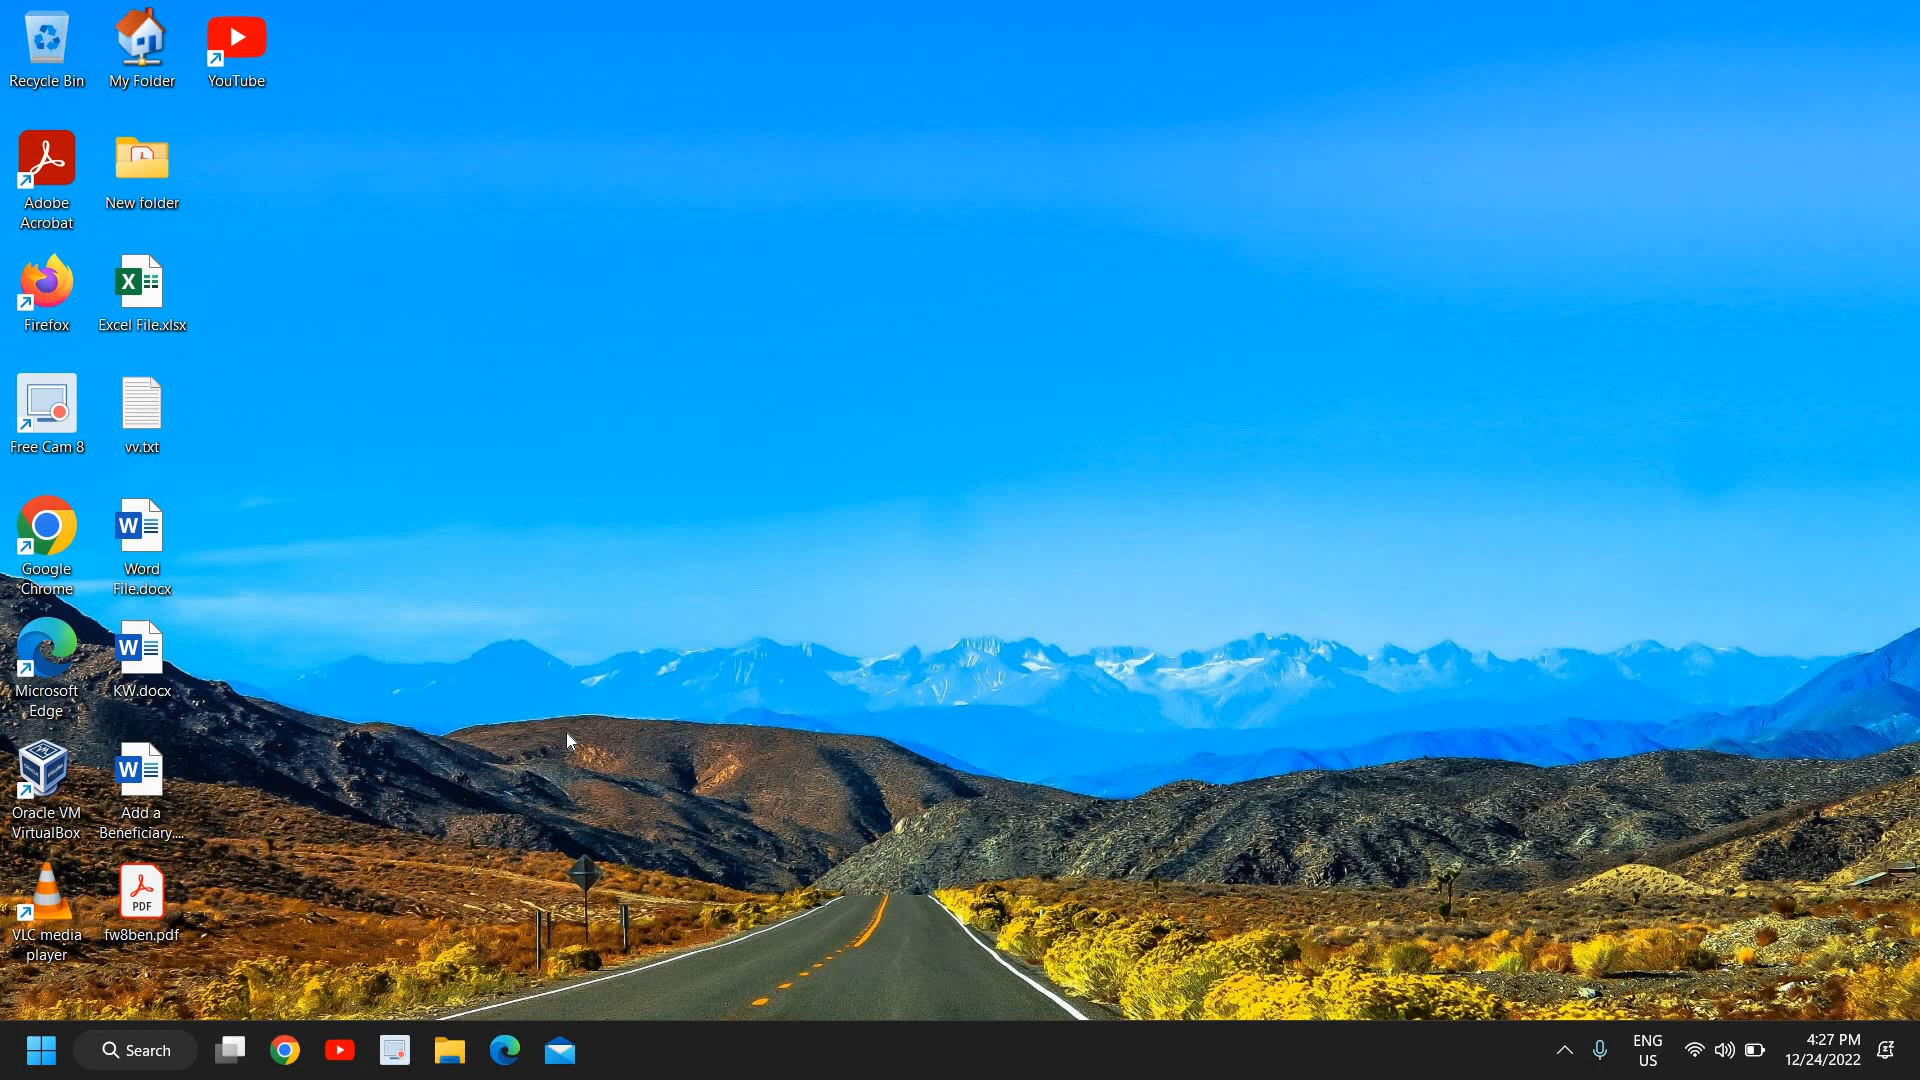 Recycle Bin
My Folder
YouTube
Adobe
Acrobat
New folder
Firefox
Excel File.xlsx
Free Cam 8
vv.txt
Google
Chrome
Word
File.docx
Microsoft
Edge
KW.docx
Oracle VM
VirtualBox
Add a
Beneficiary....
VLC media
player
PDF
fw8ben.pdf
Search
ENG
US
4:27 PM
12/24/2022